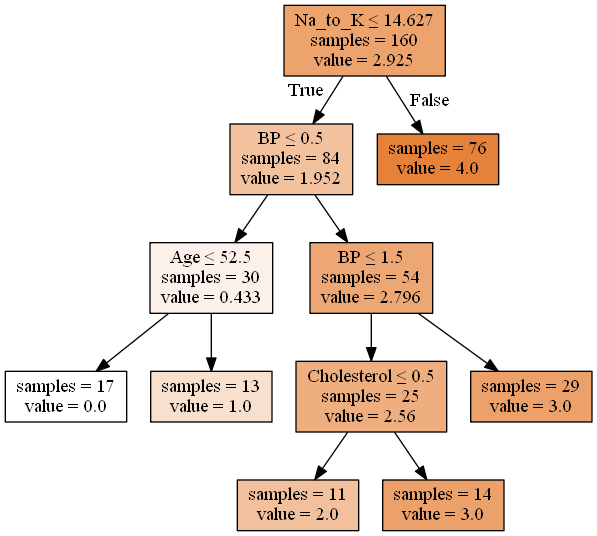 Na_to_K ≤ 14.627
samples = 160
value = 2.925
True
False
BP ≤ 0.5
samples = 84
value = 1.952
samples = 76
value = 4.0
Age ≤ 52.5
samples = 30
value = 0.433
BP ≤ 1.5
samples = 54
value = 2.796
samples = 17
value = 0.0
samples = 13
value = 1.0
Cholesterol ≤ 0.5
samples = 25
value = 2.56
samples = 29
value = 3.0
samples = 11
value = 2.0
samples = 14
value = 3.0